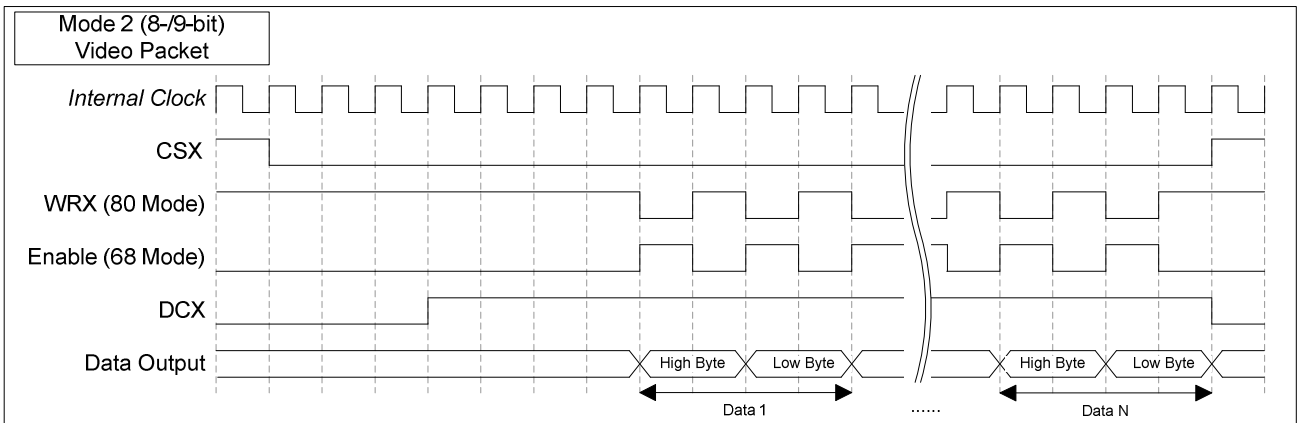 Mode 2 (8-/9-bit)
Video Packet
Internal Clock
CSX
WRX (80 Mode)
Enable (68 Mode)
DCX
Data Output
High Byte Low Byte High Byte Low Byte
Data 1 ...... Data N